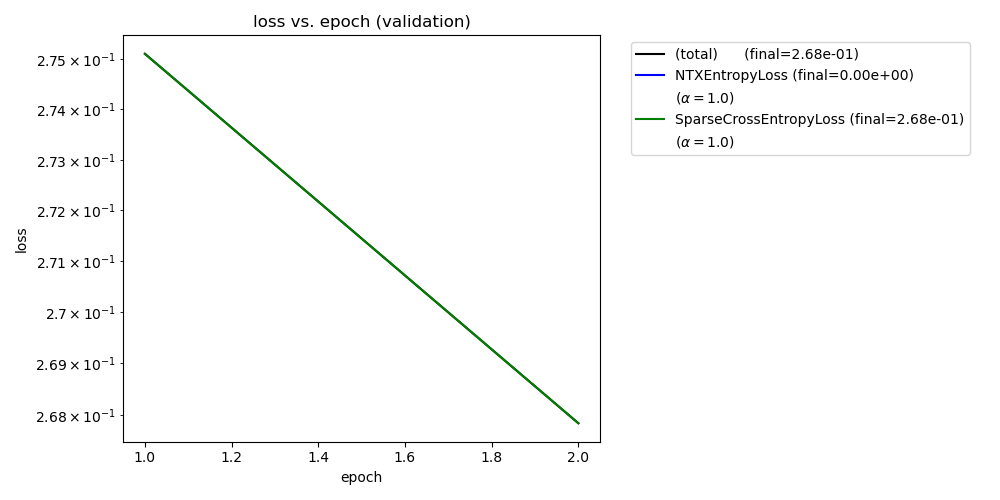 loss vs. epoch (validation)
2.75 × 10⁻¹
2.74 × 10⁻¹
2.73 × 10⁻¹
2.72 × 10⁻¹
2.71 × 10⁻¹
2.7 × 10⁻¹
2.69 × 10⁻¹
2.68 × 10⁻¹
loss
1.0 1.2 1.4 1.6 1.8 2.0
epoch
(total) (final=2.68e-01)
NTXEntropyLoss (final=0.00e+00)
(α = 1.0)
SparseCrossEntropyLoss (final=2.68e-01)
(α = 1.0)